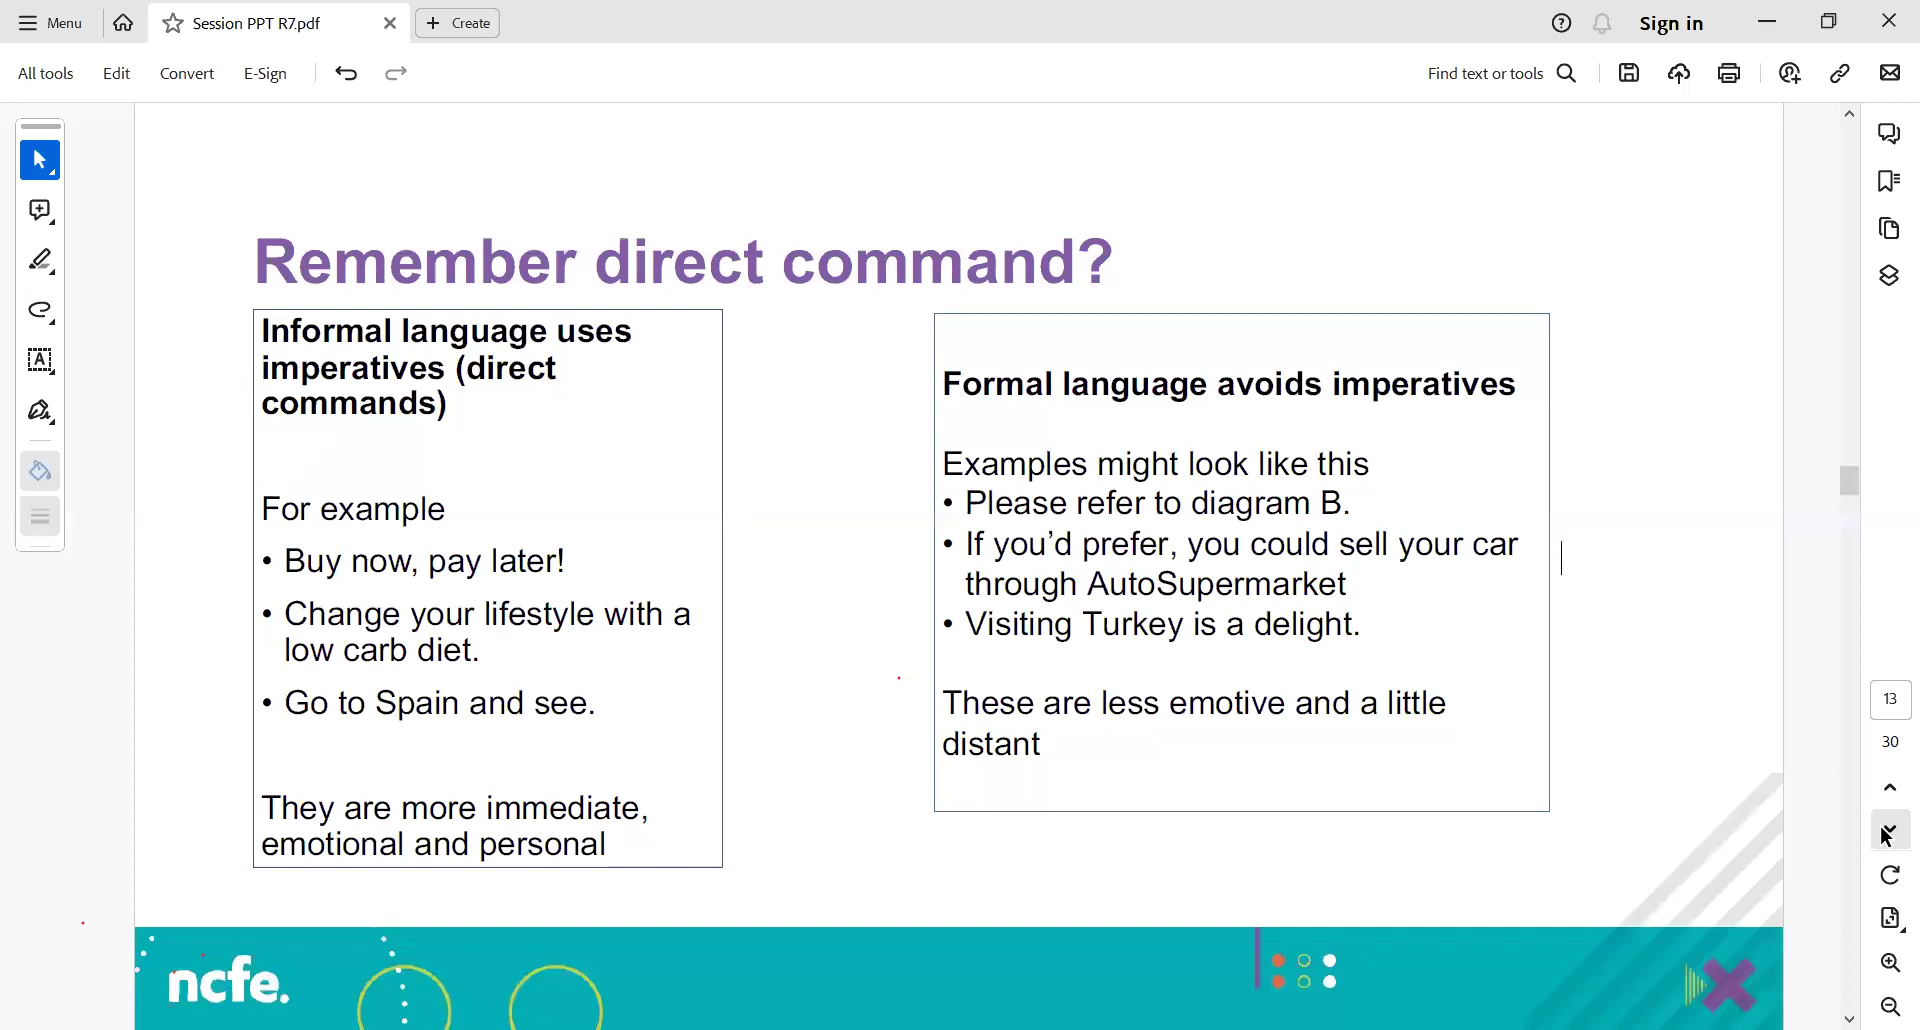 Menu
Session PPT R7.pdf
Create
Sign in
All tools
Edit
Convert
E-Sign
Find text or tools
Remember direct command?
Informal language uses
imperatives (direct
commands)
For example
• Buy now, pay later!
• Change your lifestyle with a
low carb diet.
• Go to Spain and see.
They are more immediate,
emotional and personal
Formal language avoids imperatives
Examples might look like this
• Please refer to diagram B.
• If you’d prefer, you could sell your car
through AutoSupermarket
• Visiting Turkey is a delight.
These are less emotive and a little
distant
13
30
ncfe.